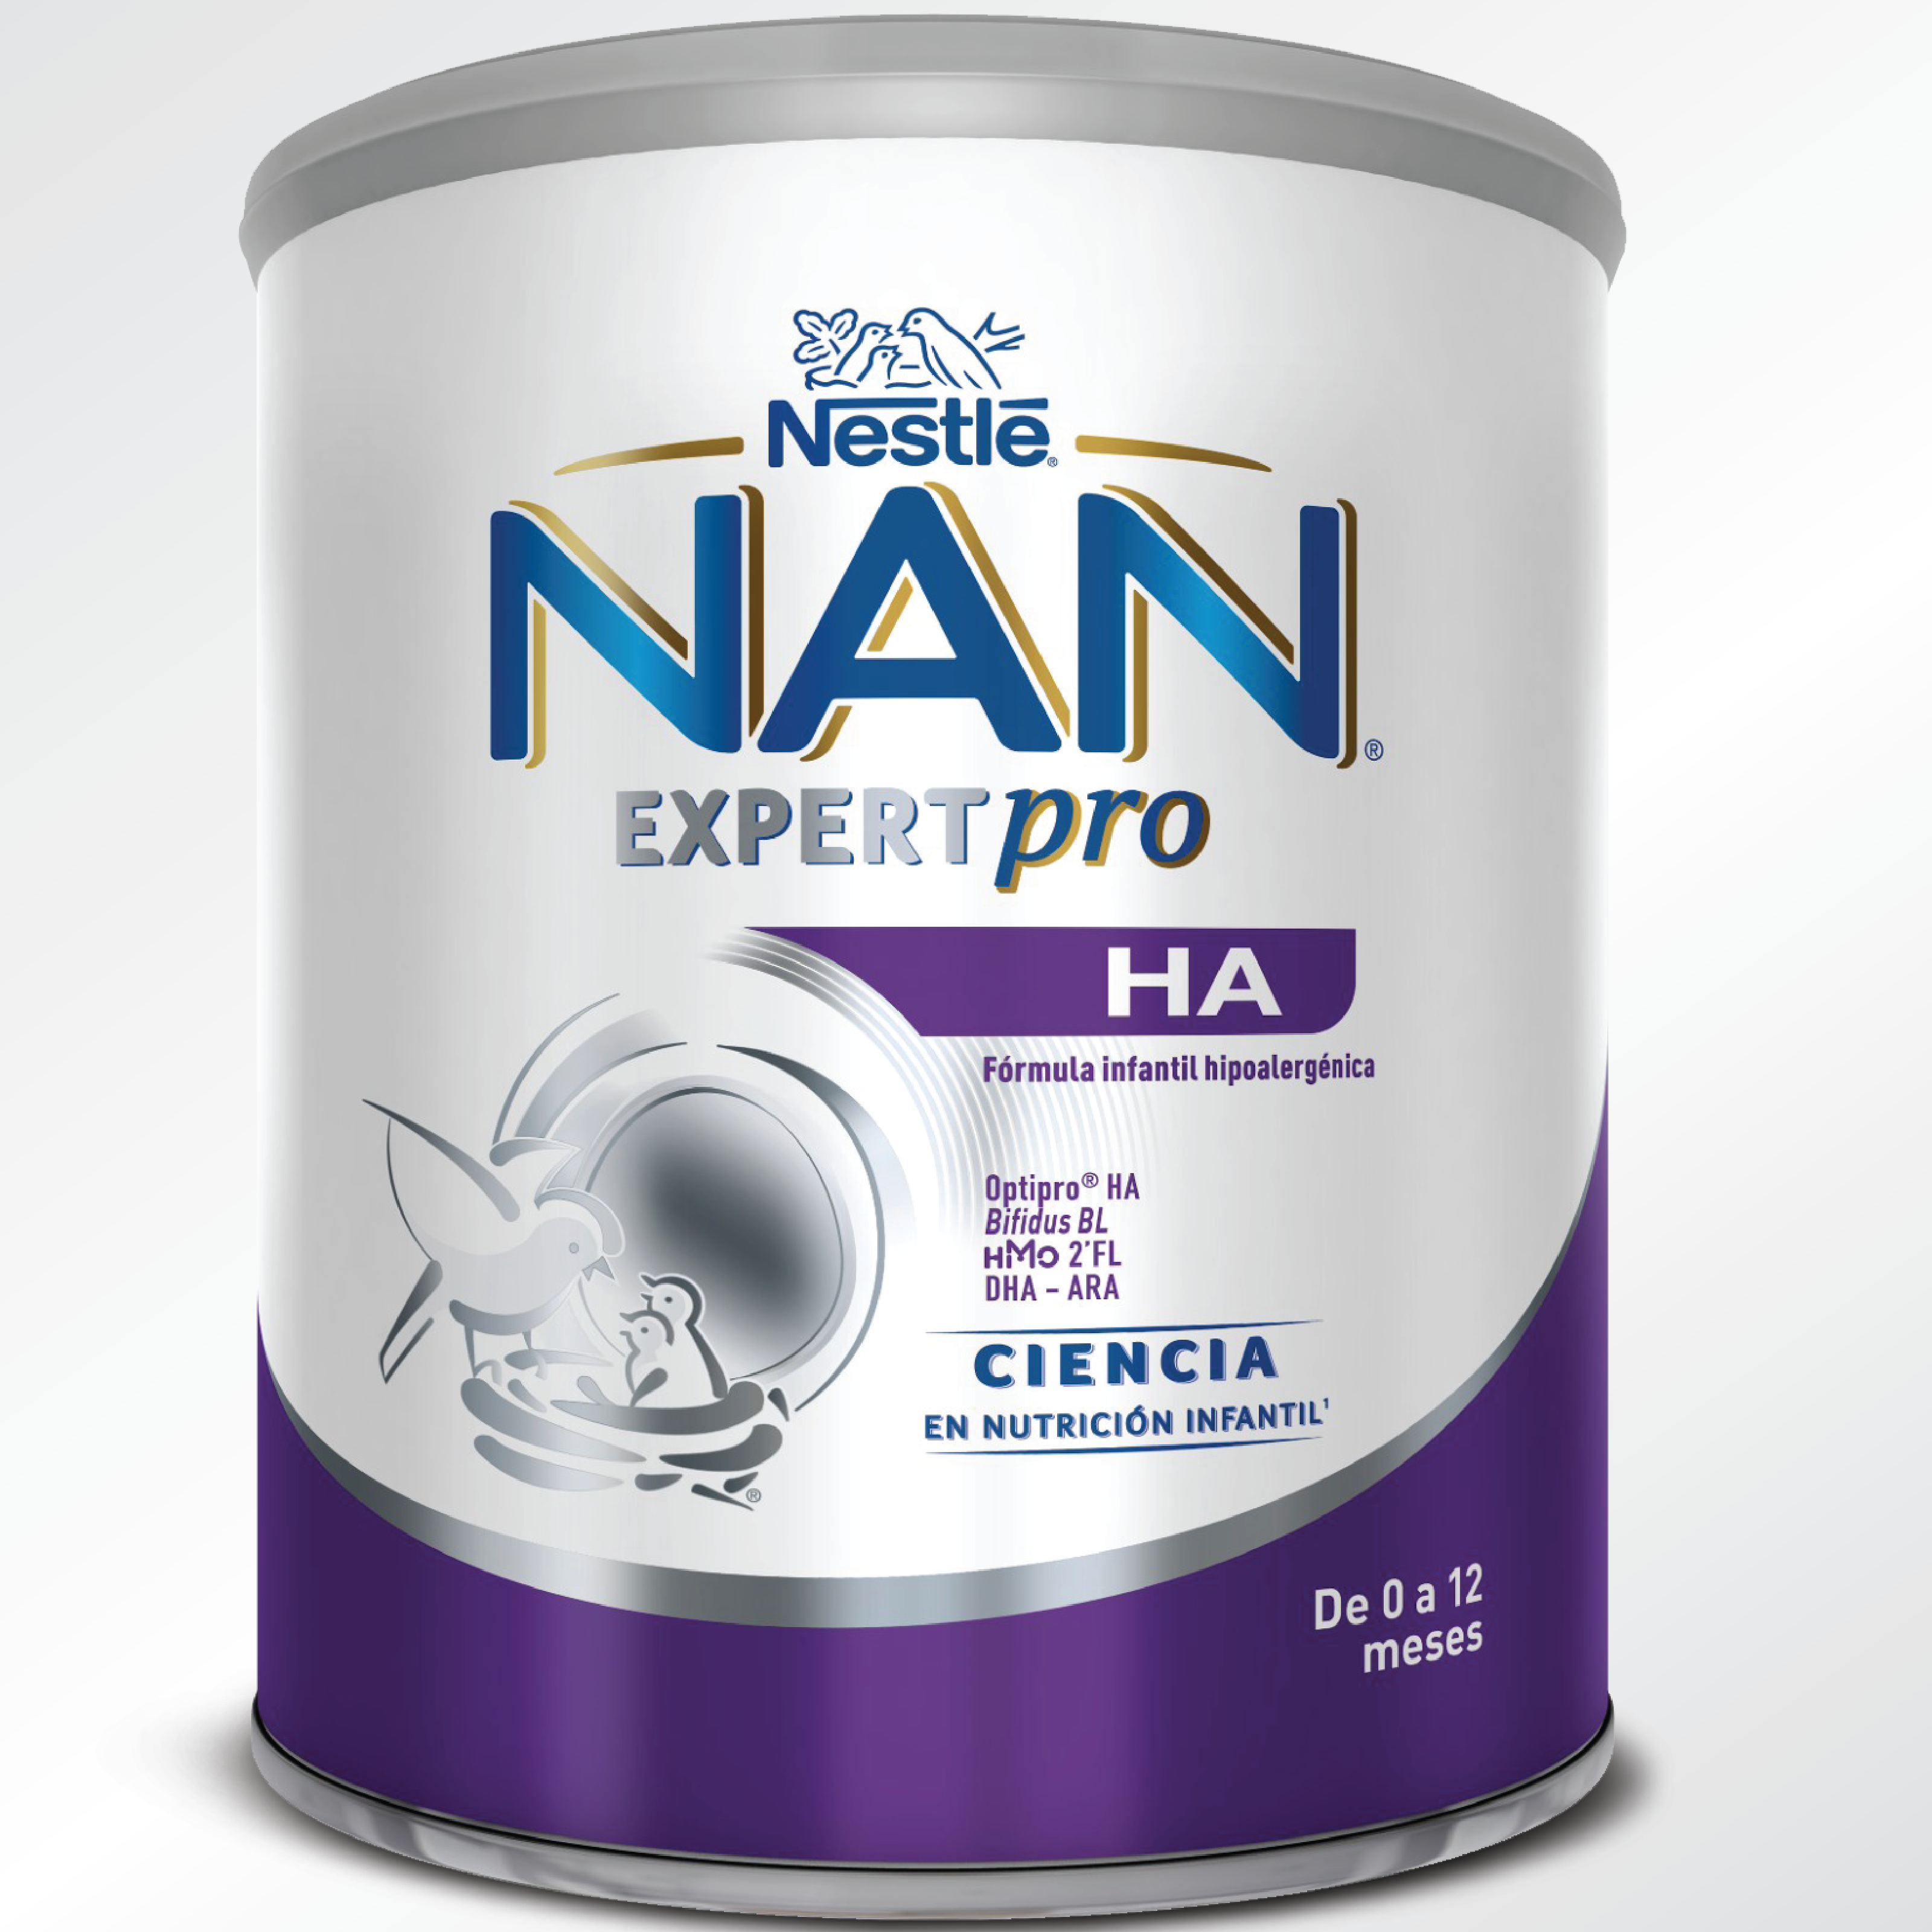 Nestlé®
NAN®
EXPERTpro
HA
Fórmula infantil hipoalergénica
Optipro® HA
Bifidus BL
HMO 2'FL
DHA – ARA
CIENCIA
EN NUTRICIÓN INFANTIL¹
®
De 0 a 12
meses